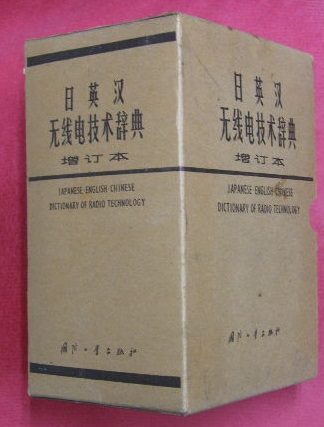 日英汉
无线电技术辞典
增订本
JAPANESE-ENGLISH-CHINESE
DICTIONARY OF RADIO TECHNOLOGY
国防工业出版社
日英汉
无线电技术辞典
增订本
JAPANESE-ENGLISH-CHINESE
DICTIONARY OF RADIO TECHNOLOGY
国防工业出版社